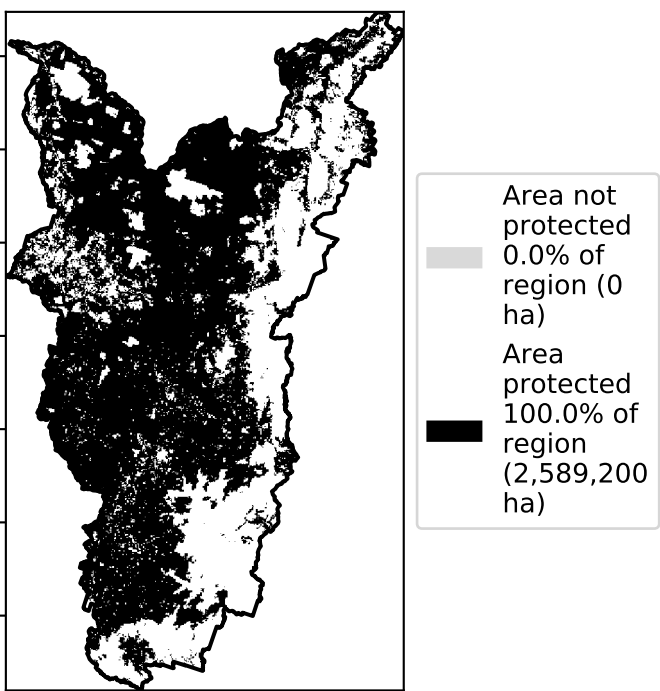 Area not
protected
0.0% of
region (0
ha)
Area
protected
100.0% of
region
(2,589,200
ha)